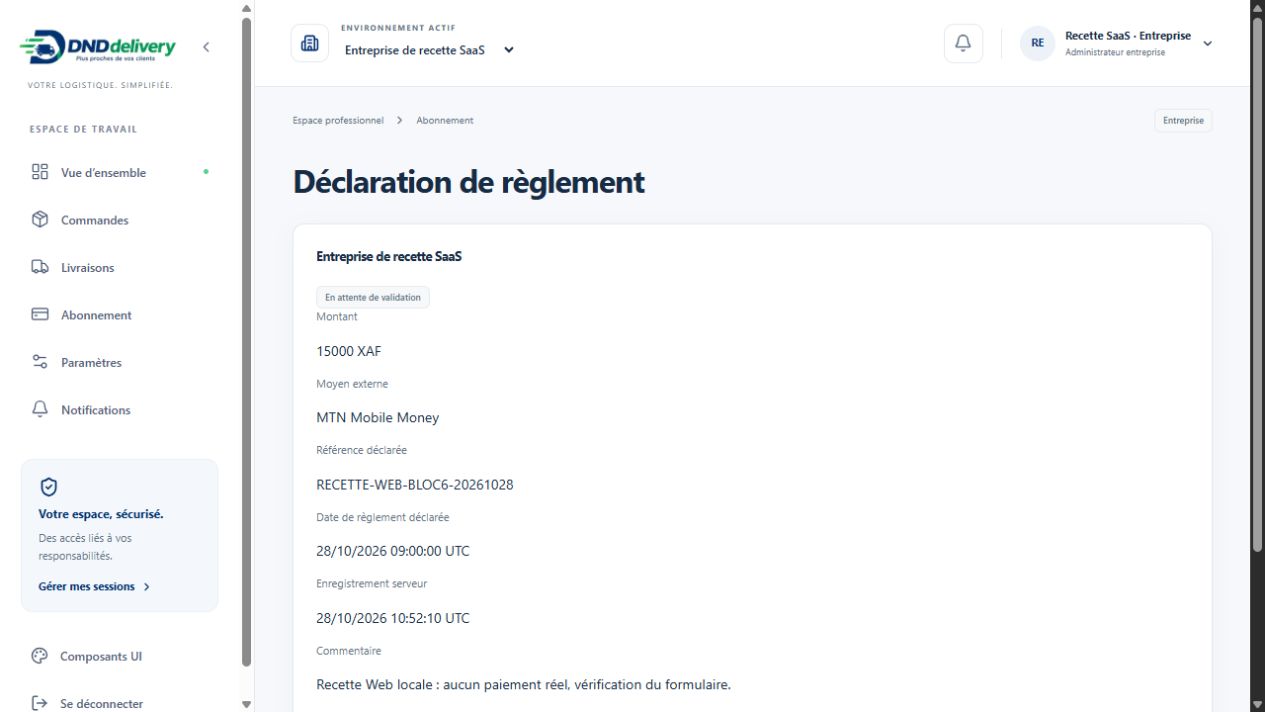 DNDdelivery
Plus proches de vos clients
VOTRE LOGISTIQUE. SIMPLIFIÉE.
ESPACE DE TRAVAIL
Vue d'ensemble
Commandes
Livraisons
Abonnement
Paramètres
Notifications
Votre espace, sécurisé.
Des accès liés à vos
responsabilités.
Gérer mes sessions
Composants UI
Se déconnecter
ENVIRONNEMENT ACTIF
Entreprise de recette SaaS
RE
Recette SaaS · Entreprise
Administrateur entreprise
Espace professionnel > Abonnement
Entreprise
Déclaration de règlement
Entreprise de recette SaaS
En attente de validation
Montant
15000 XAF
Moyen externe
MTN Mobile Money
Référence déclarée
RECETTE-WEB-BLOC6-20261028
Date de règlement déclarée
28/10/2026 09:00:00 UTC
Enregistrement serveur
28/10/2026 10:52:10 UTC
Commentaire
Recette Web locale : aucun paiement réel, vérification du formulaire.